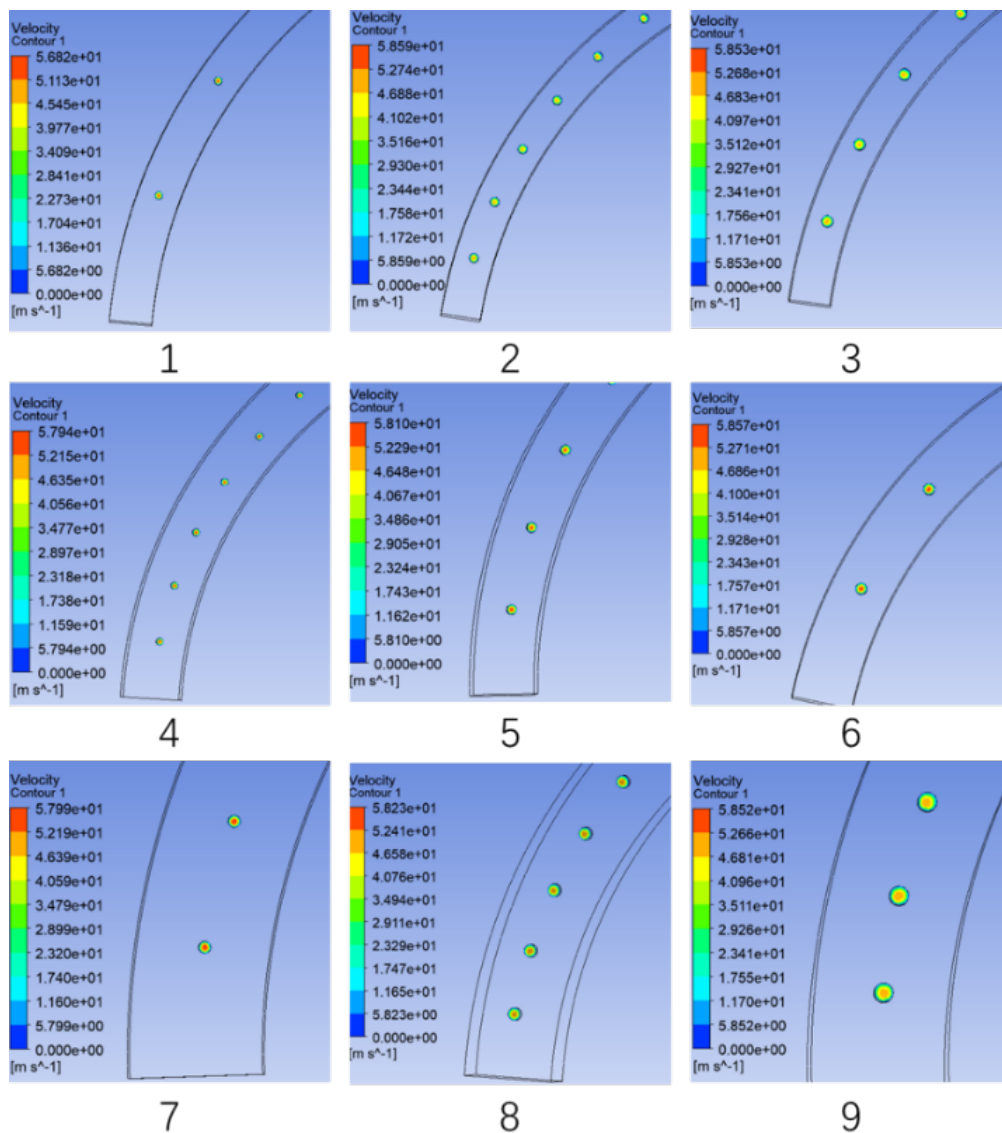 Velocity
Contour 1
5.682e+01
5.113e+01
4.545e+01
3.977e+01
3.409e+01
2.841e+01
2.273e+01
1.704e+01
1.136e+01
5.682e+00
0.000e+00
[m s^-1]
1
Velocity
Contour 1
5.859e+01
5.274e+01
4.688e+01
4.102e+01
3.516e+01
2.930e+01
2.344e+01
1.758e+01
1.172e+01
5.859e+00
0.000e+00
[m s^-1]
2
Velocity
Contour 1
5.853e+01
5.268e+01
4.683e+01
4.097e+01
3.512e+01
2.927e+01
2.341e+01
1.756e+01
1.171e+01
5.853e+00
0.000e+00
[m s^-1]
3
Velocity
Contour 1
5.794e+01
5.215e+01
4.635e+01
4.056e+01
3.477e+01
2.897e+01
2.318e+01
1.738e+01
1.159e+01
5.794e+00
0.000e+00
[m s^-1]
4
Velocity
Contour 1
5.810e+01
5.229e+01
4.648e+01
4.067e+01
3.486e+01
2.905e+01
2.324e+01
1.743e+01
1.162e+01
5.810e+00
0.000e+00
[m s^-1]
5
Velocity
Contour 1
5.857e+01
5.271e+01
4.686e+01
4.100e+01
3.514e+01
2.928e+01
2.343e+01
1.757e+01
1.171e+01
5.857e+00
0.000e+00
[m s^-1]
6
Velocity
Contour 1
5.799e+01
5.219e+01
4.639e+01
4.059e+01
3.479e+01
2.899e+01
2.320e+01
1.740e+01
1.160e+01
5.799e+00
0.000e+00
[m s^-1]
7
Velocity
Contour 1
5.823e+01
5.241e+01
4.658e+01
4.076e+01
3.494e+01
2.911e+01
2.329e+01
1.747e+01
1.165e+01
5.823e+00
0.000e+00
[m s^-1]
8
Velocity
Contour 1
5.852e+01
5.266e+01
4.681e+01
4.096e+01
3.511e+01
2.926e+01
2.341e+01
1.755e+01
1.170e+01
5.852e+00
0.000e+00
[m s^-1]
9